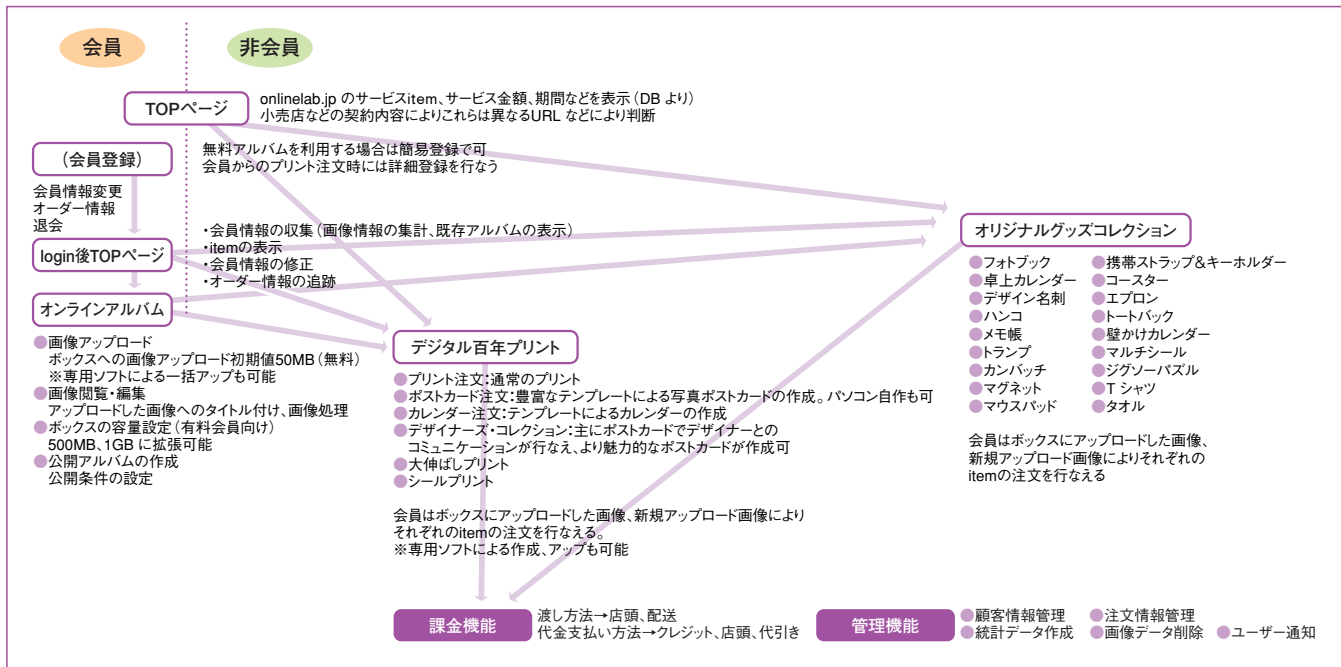 会員
非会員
TOPページ
onlinelab.jp のサービスitem、サービス金額、期間などを表示（DB より）
小売店などの契約内容によりこれらは異なるURL などにより判断
（会員登録）
無料アルバムを利用する場合は簡易登録で可
会員からのプリント注文時には詳細登録を行なう
会員情報変更
オーダー情報
退会
login後TOPページ
・会員情報の収集（画像情報の集計、既存アルバムの表示）
・itemの表示
・会員情報の修正
・オーダー情報の追跡
オンラインアルバム
●画像アップロード
ボックスへの画像アップロード初期値50MB（無料）
※専用ソフトによる一括アップも可能
●画像閲覧・編集
アップロードした画像へのタイトル付け、画像処理
●ボックスの容量設定（有料会員向け）
500MB、1GB に拡張可能
●公開アルバムの作成
公開条件の設定
デジタル百年プリント
●プリント注文：通常のプリント
●ポストカード注文：豊富なテンプレートによる写真ポストカードの作成。パソコン自作も可
●カレンダー注文：テンプレートによるカレンダーの作成
●デザイナーズ・コレクション：主にポストカードでデザイナーとの
コミュニケーションが行なえ、より魅力的なポストカードが作成可
●大伸ばしプリント
●シールプリント
会員はボックスにアップロードした画像、新規アップロード画像により
それぞれのitemの注文を行なえる。
※専用ソフトによる作成、アップも可能
オリジナルグッズコレクション
●フォトブック
●卓上カレンダー
●デザイン名刺
●ハンコ
●メモ帳
●トランプ
●カンバッチ
●マグネット
●マウスパッド
●携帯ストラップ＆キーホルダー
●コースター
●エプロン
●トートバック
●壁かけカレンダー
●マルチシール
●ジグソーパズル
●T シャツ
●タオル
会員はボックスにアップロードした画像、
新規アップロード画像によりそれぞれの
itemの注文を行なえる
課金機能
渡し方法→店頭、配送
代金支払い方法→クレジット、店頭、代引き
管理機能
●顧客情報管理 ●注文情報管理
●統計データ作成 ●画像データ削除 ●ユーザー通知